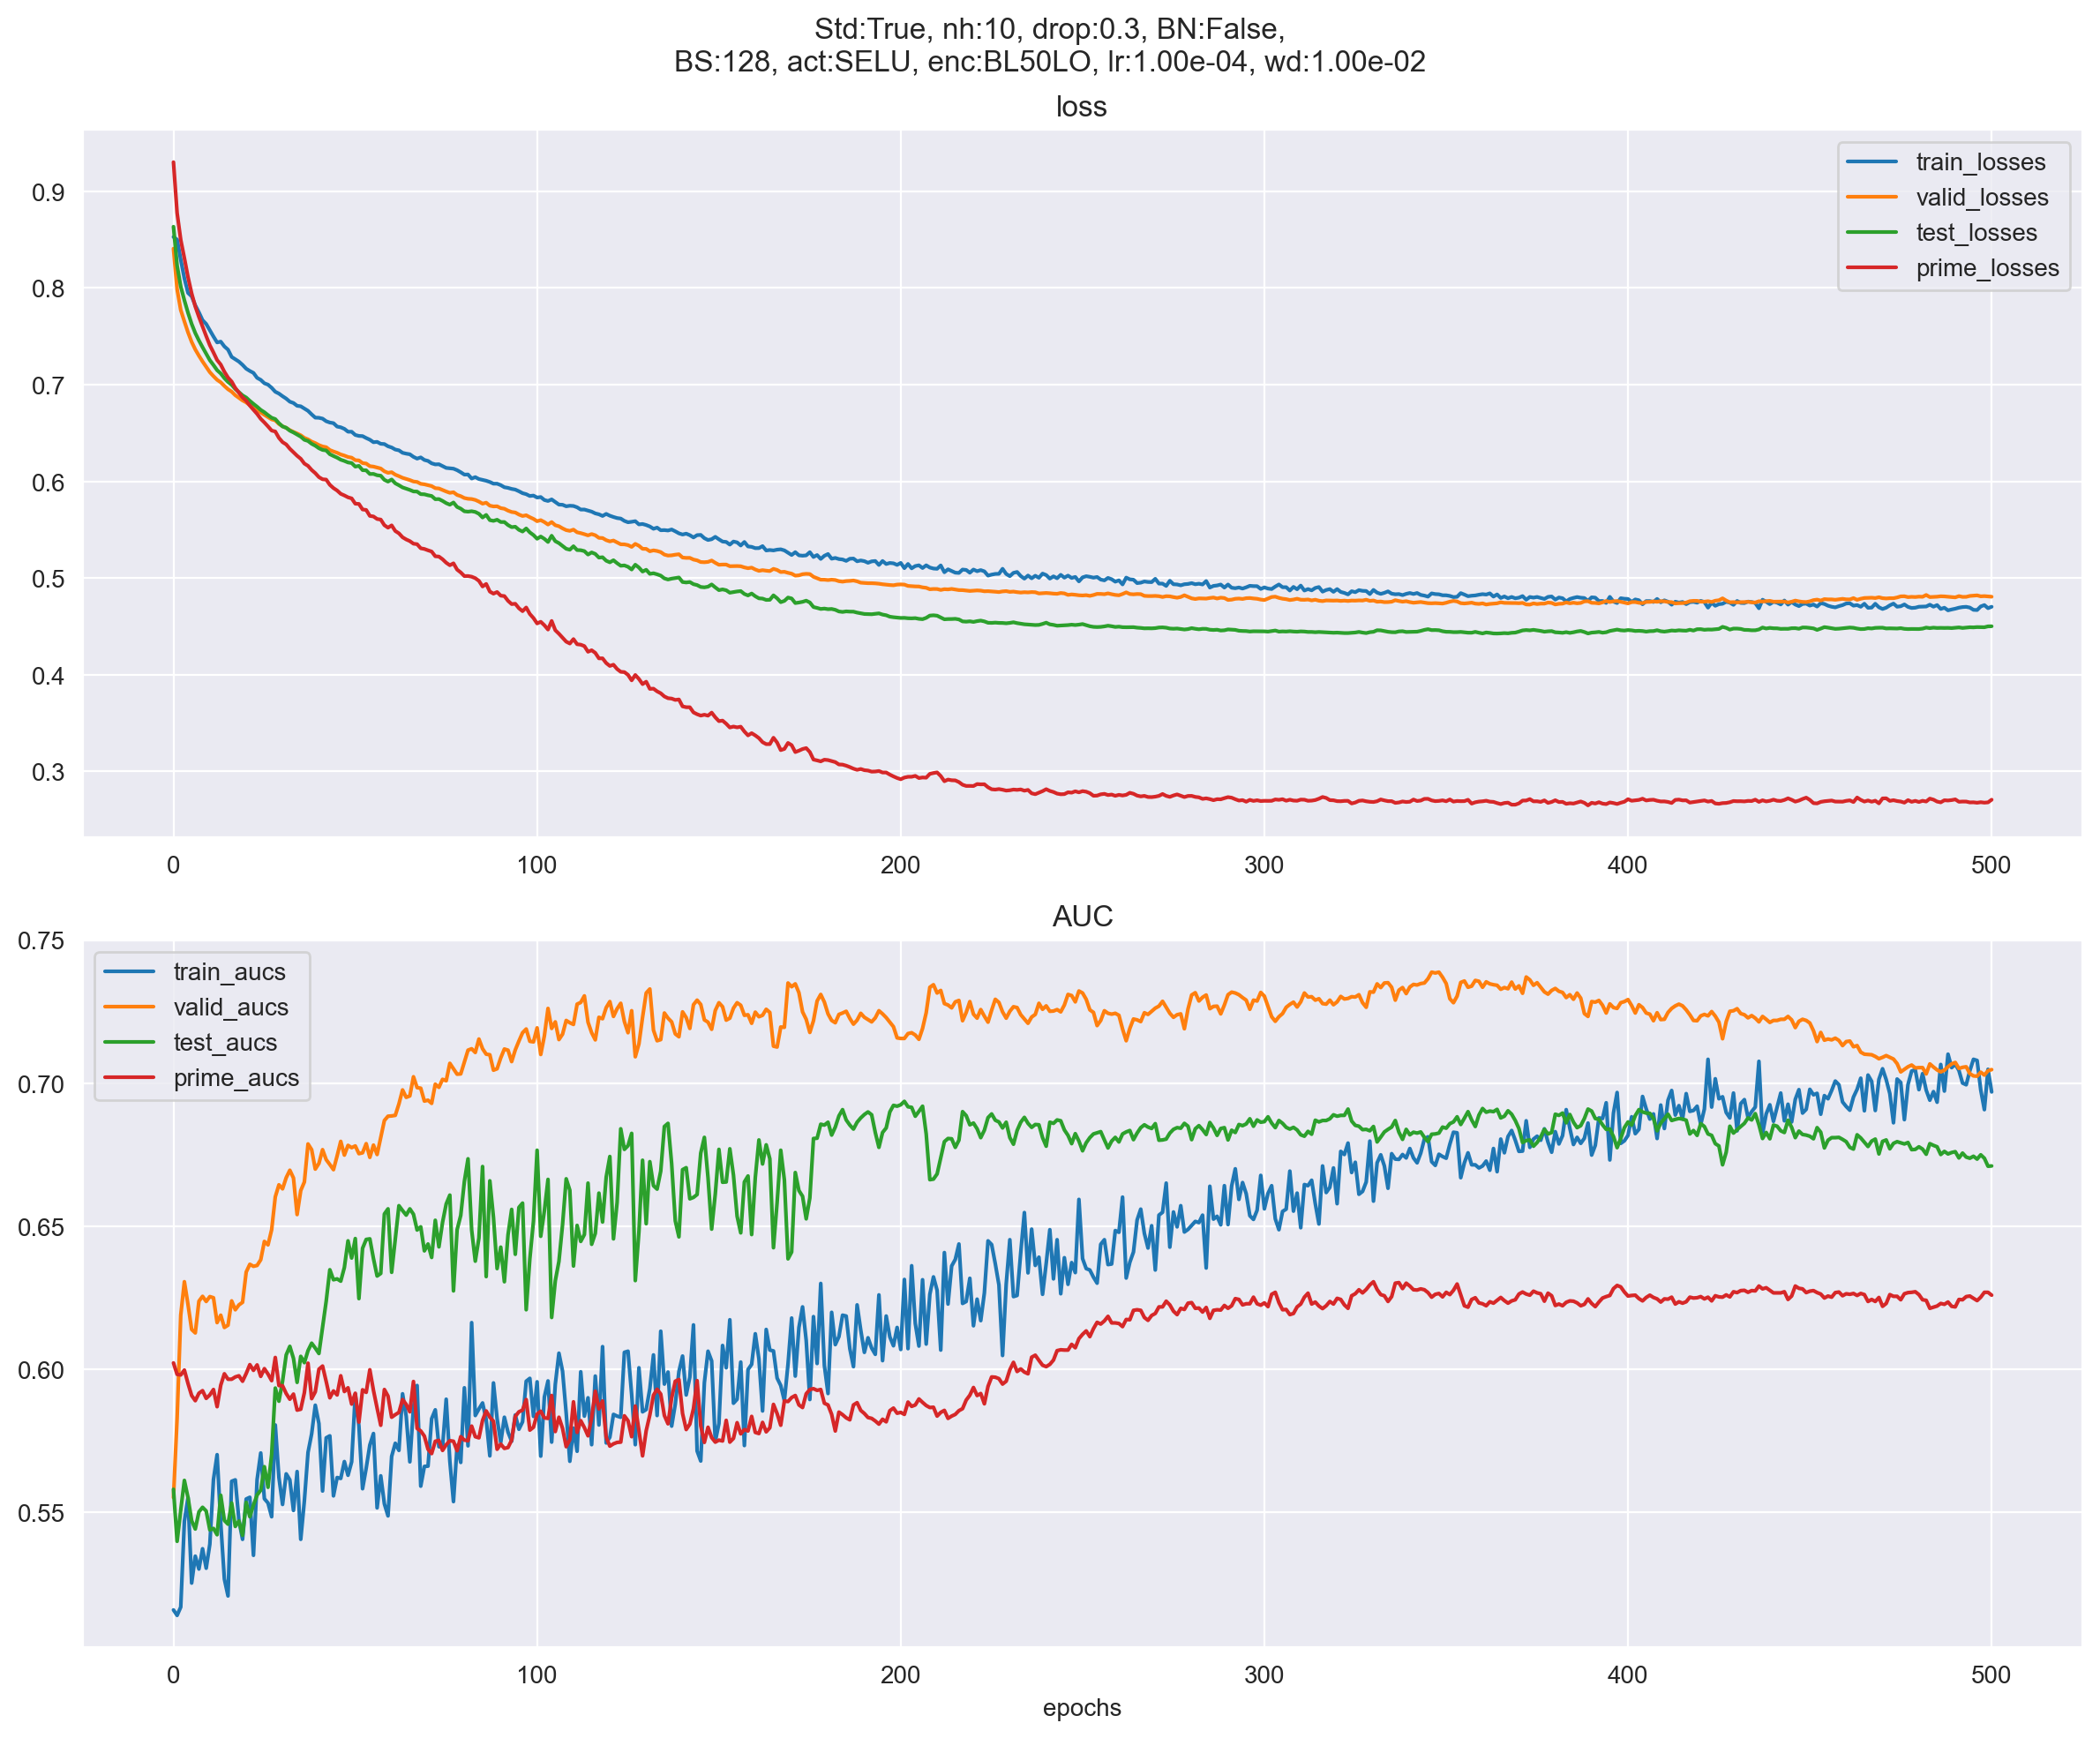 Std:True, nh:10, drop:0.3, BN:False,
BS:128, act:SELU, enc:BL50LO, lr:1.00e-04, wd:1.00e-02
loss
train_losses
valid_losses
test_losses
prime_losses
0.9
0.8
0.7
0.6
0.5
0.4
0.3
0 100 200 300 400 500
AUC
train_aucs
valid_aucs
test_aucs
prime_aucs
0.75
0.70
0.65
0.60
0.55
0 100 200 300 400 500
epochs